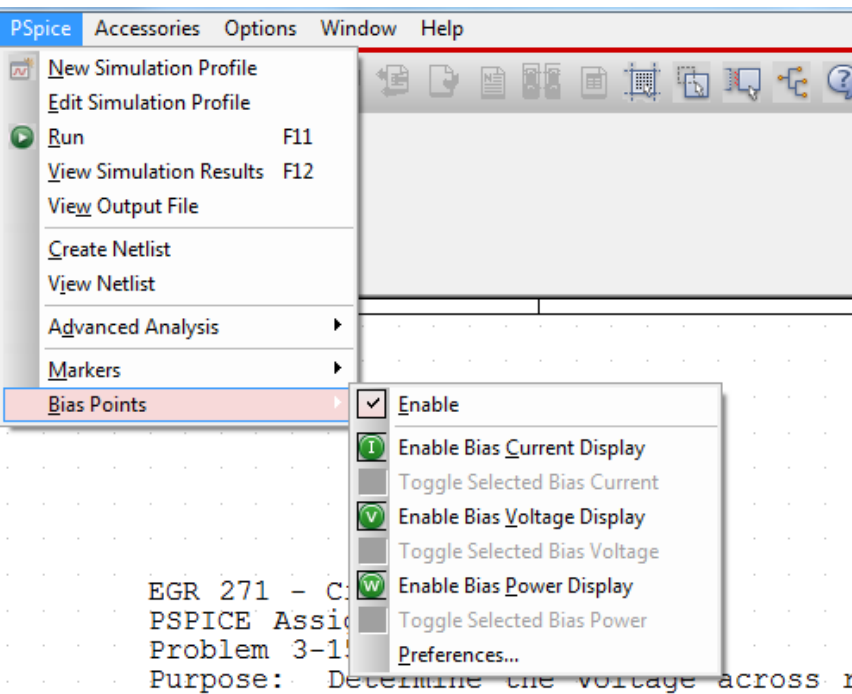 PSpice Accessories Options Window Help
New Simulation Profile
Edit Simulation Profile
Run F11
View Simulation Results F12
View Output File
Create Netlist
View Netlist
Advanced Analysis
Markers
Bias Points
Enable
Enable Bias Current Display
Toggle Selected Bias Current
Enable Bias Voltage Display
Toggle Selected Bias Voltage
Enable Bias Power Display
Toggle Selected Bias Power
Preferences...
EGR 271 -
PSPICE
Problem
Purpose: Determine the voltage across